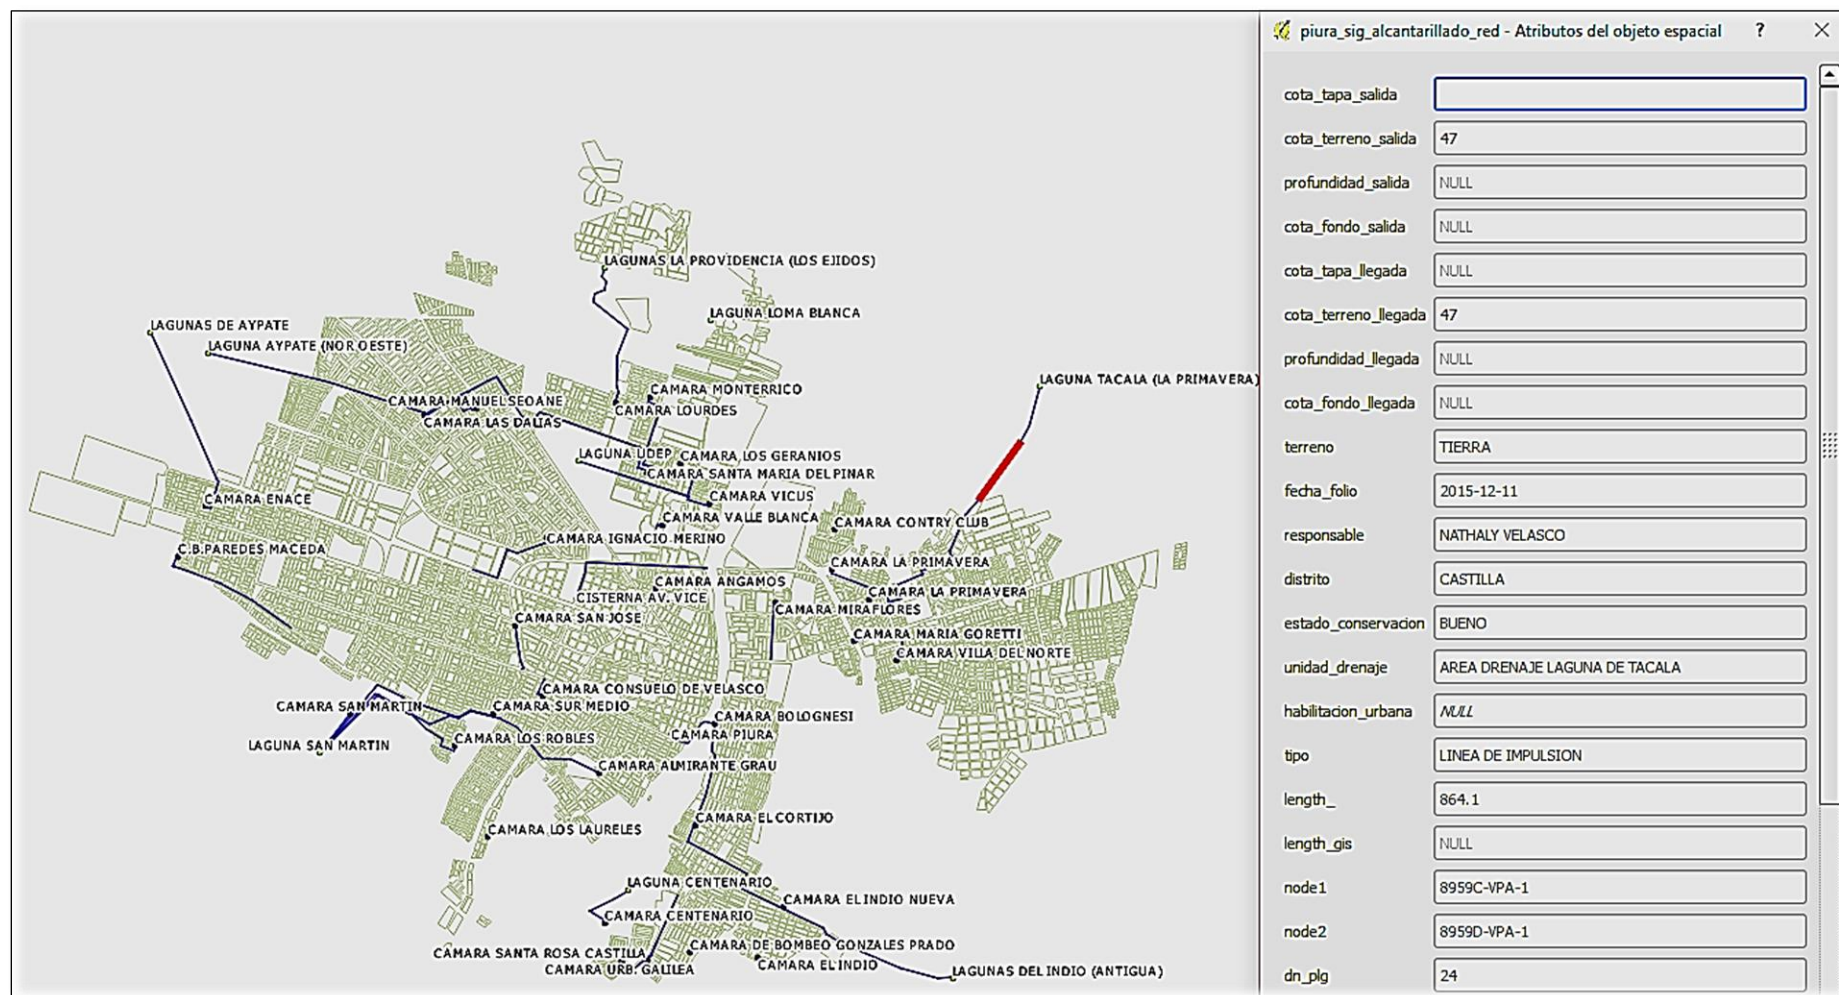 LAGUNAS LA PROVIDENCIA (LOS EJIDOS)
LAGUNA LOMA BLANCA
LAGUNAS DE AYPATE
LAGUNA AYPATE (NOR OESTE)
LAGUNA TACALA (LA PRIMAVERA)
CAMARA MONTERRICO
CAMARA MANUEL SEOANE
CAMARA LOURDES
CAMARA LAS DALIAS
LAGUNA UDEP
CAMARA LOS GERANIOS
CAMARA SANTA MARIA DEL PINAR
CAMARA ENACE
CAMARA VICUS
CAMARA VALLE BLANCA
CAMARA CONTRY CLUB
CAMARA IGNACIO MERINO
C.B.PAREDES MACEDA
CAMARA LA PRIMAVERA
CAMARA ANGAMOS
CISTERNA AV. VICE
CAMARA LA PRIMAVERA
CAMARA MIRAFLORES
CAMARA SAN JOSE
CAMARA MARIA GORETTI
CAMARA VILLA DEL NORTE
CAMARA CONSUELO DE VELASCO
CAMARA SAN MARTIN
CAMARA SUR MEDIO
CAMARA BOLOGNESI
CAMARA PIURA
LAGUNA SAN MARTIN
CAMARA LOS ROBLES
CAMARA ALMIRANTE GRAU
CAMARA EL CORTIJO
CAMARA LOS LAURELES
LAGUNA CENTENARIO
CAMARA EL INDIO NUEVA
CAMARA CENTENARIO
CAMARA DE BOMBEO GONZALES PRADO
CAMARA SANTA ROSA CASTILLA
CAMARA EL INDIO
CAMARA URB. GALILEA
LAGUNAS DEL INDIO (ANTIGUA)
piura_sig_alcantarillado_red - Atributos del objeto espacial ?
cota_tapa_salida
cota_terreno_salida 47
profundidad_salida NULL
cota_fondo_salida NULL
cota_tapa_llegada NULL
cota_terreno_llegada 47
profundidad_llegada NULL
cota_fondo_llegada NULL
terreno TIERRA
fecha_folio 2015-12-11
responsable NATHALY VELASCO
distrito CASTILLA
estado_conservacion BUENO
unidad_drenaje AREA DRENAJE LAGUNA DE TACALA
habilitacion_urbana NULL
tipo LINEA DE IMPULSION
length_ 864.1
length_gis NULL
node1 8959C-VPA-1
node2 8959D-VPA-1
dn_plg 24